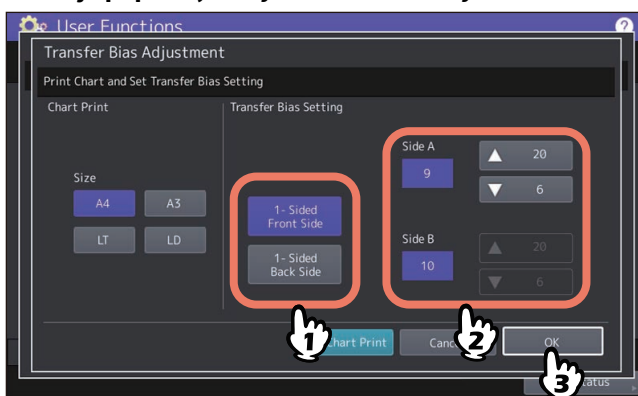 User Functions
?
Transfer Bias Adjustment
Print Chart and Set Transfer Bias Setting
Chart Print
Transfer Bias Setting
Size
A4
A3
LT
LD
1- Sided
Front Side
1- Sided
Back Side
Side A
9
20
6
Side B
10
20
6
Chart Print
Canc
OK
atus
1
2
3